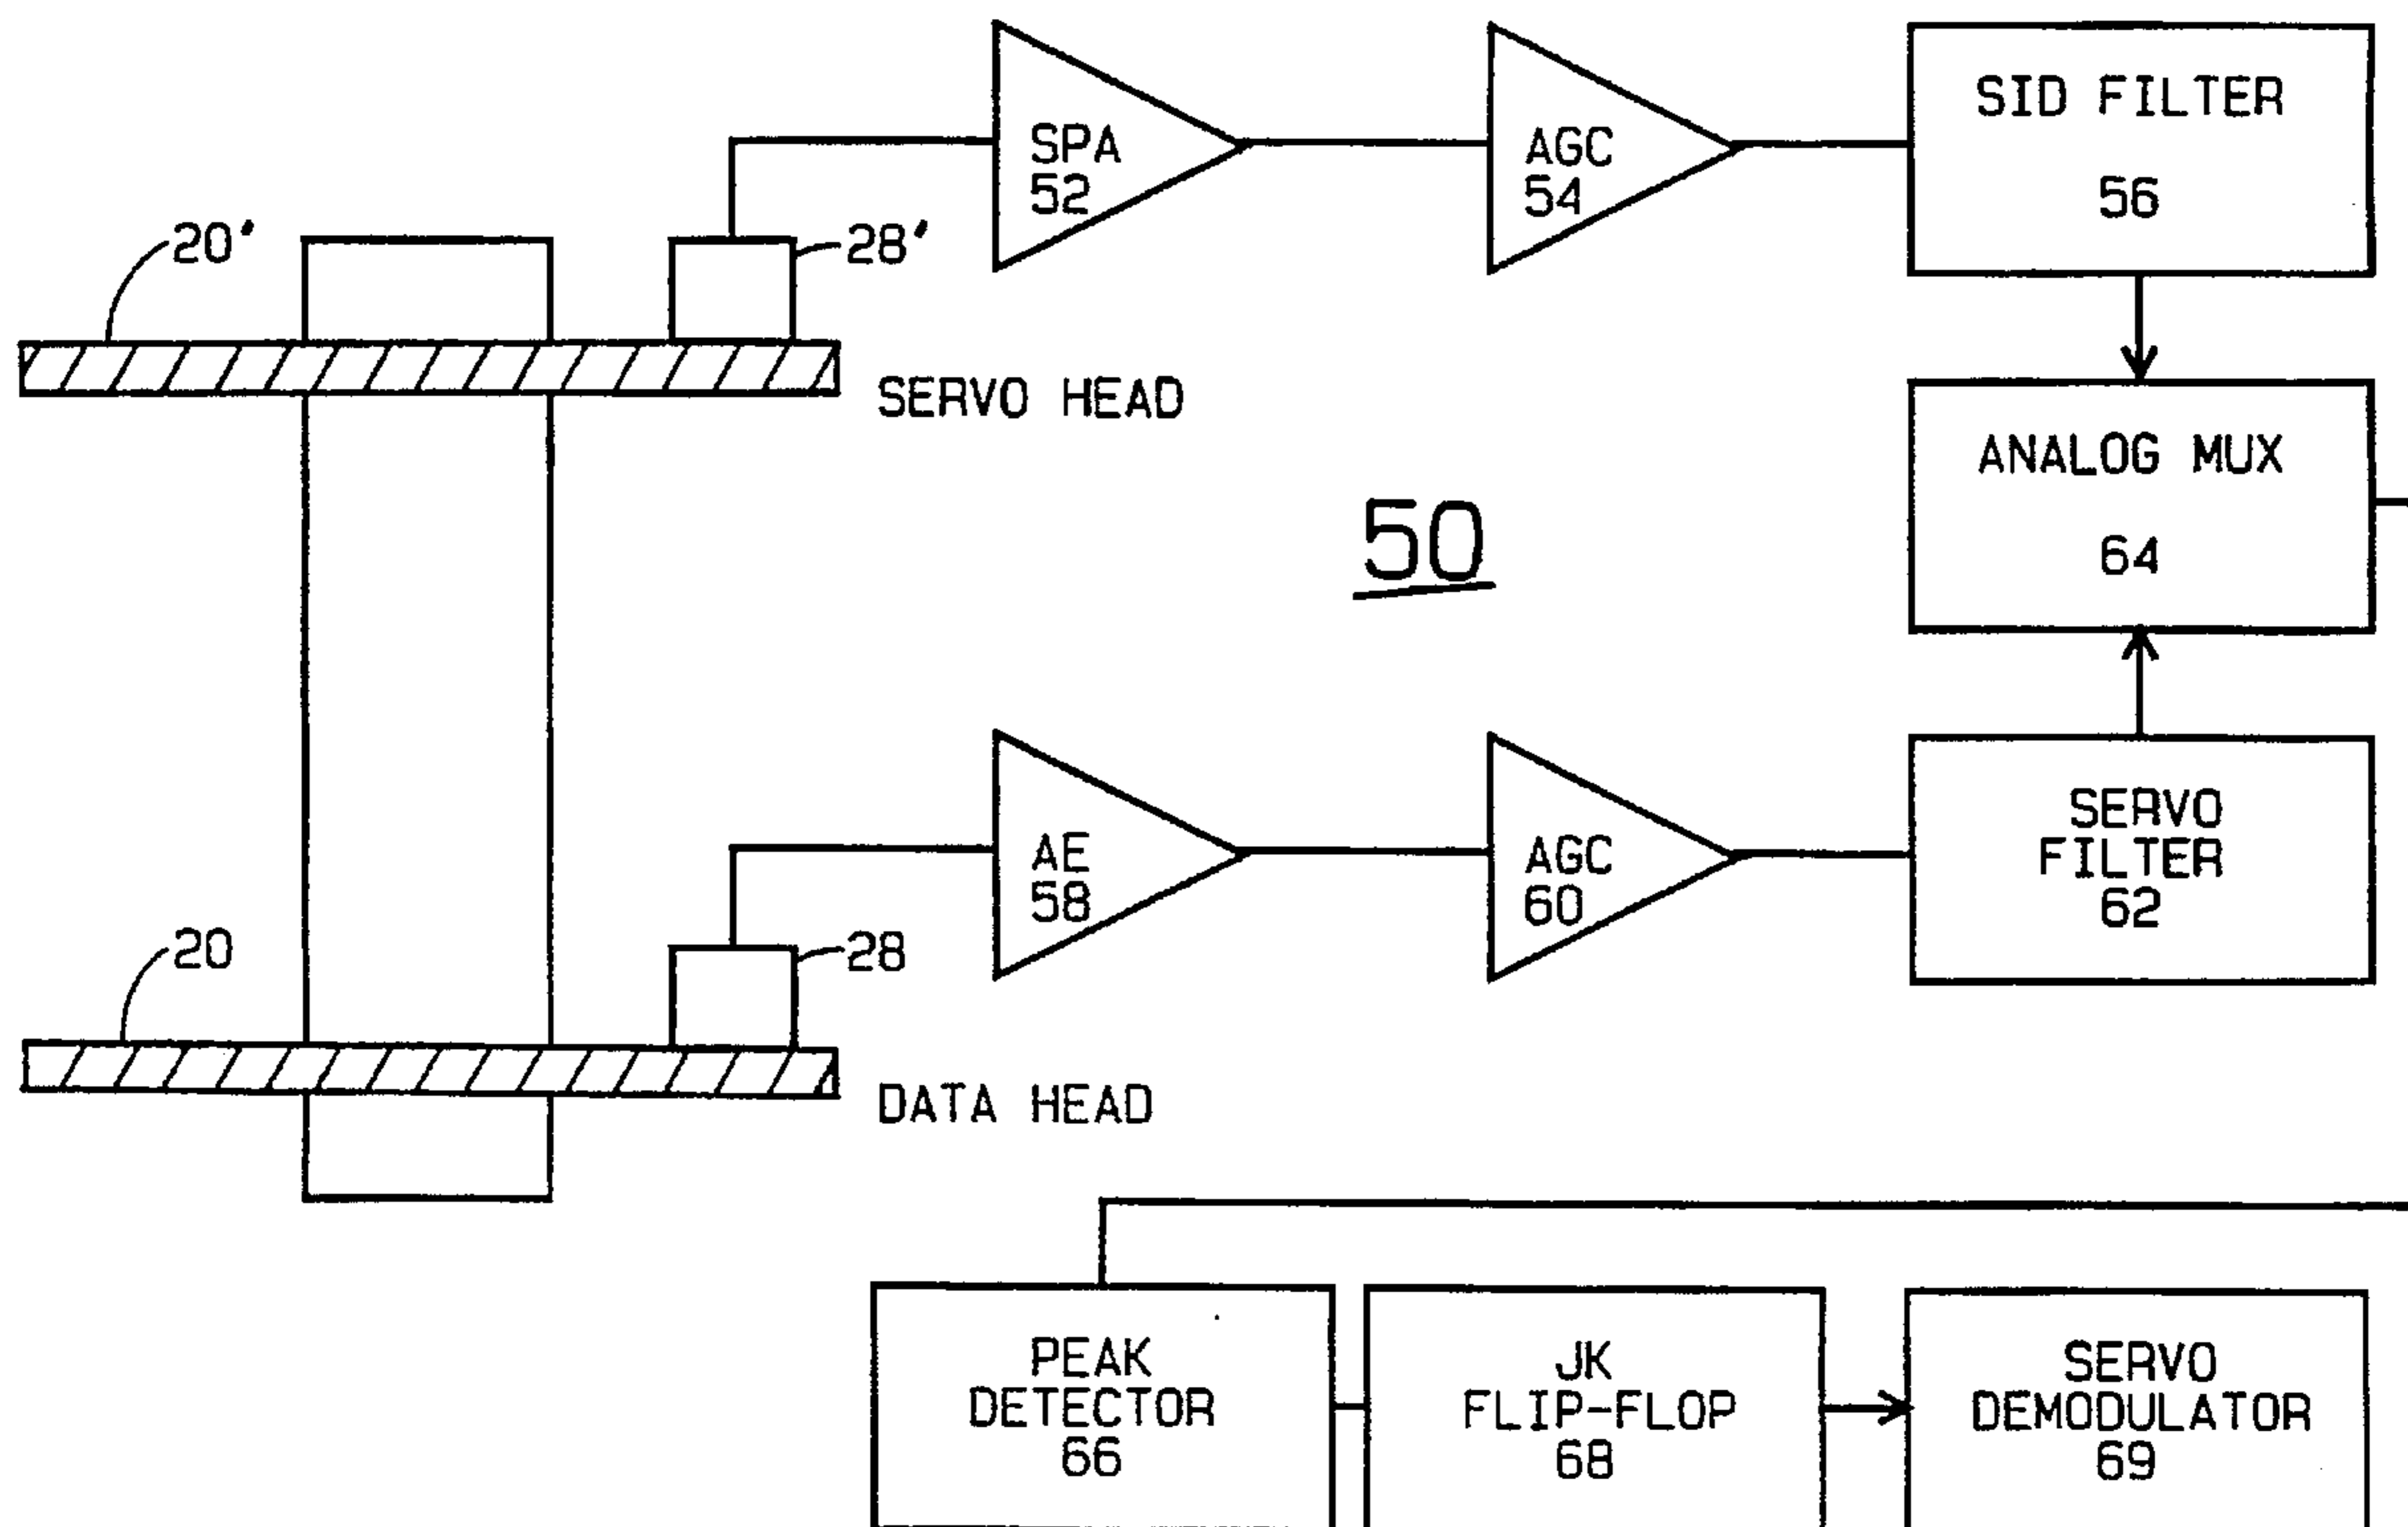 SPA
52
AGC
54
SID FILTER
56
20'
28'
SERVO HEAD
ANALOG MUX
64
50
AE
58
AGC
60
SERVO
FILTER
62
20
28
DATA HEAD
PEAK
DETECTOR
66
JK
FLIP-FLOP
68
SERVO
DEMODULATOR
69